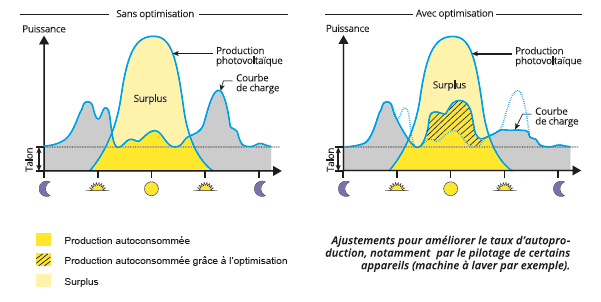 Sans optimisation
Puissance
Production
photovoltaïque
Courbe
de charge
Surplus
Talon
Avec optimisation
Puissance
Production
photovoltaïque
Surplus
Courbe
de charge
Talon
Production autoconsommée
Production autoconsommée grâce à l'optimisation
Surplus
Ajustements pour améliorer le taux d'autopro-
duction, notamment par le pilotage de certains
appareils (machine à laver par exemple).